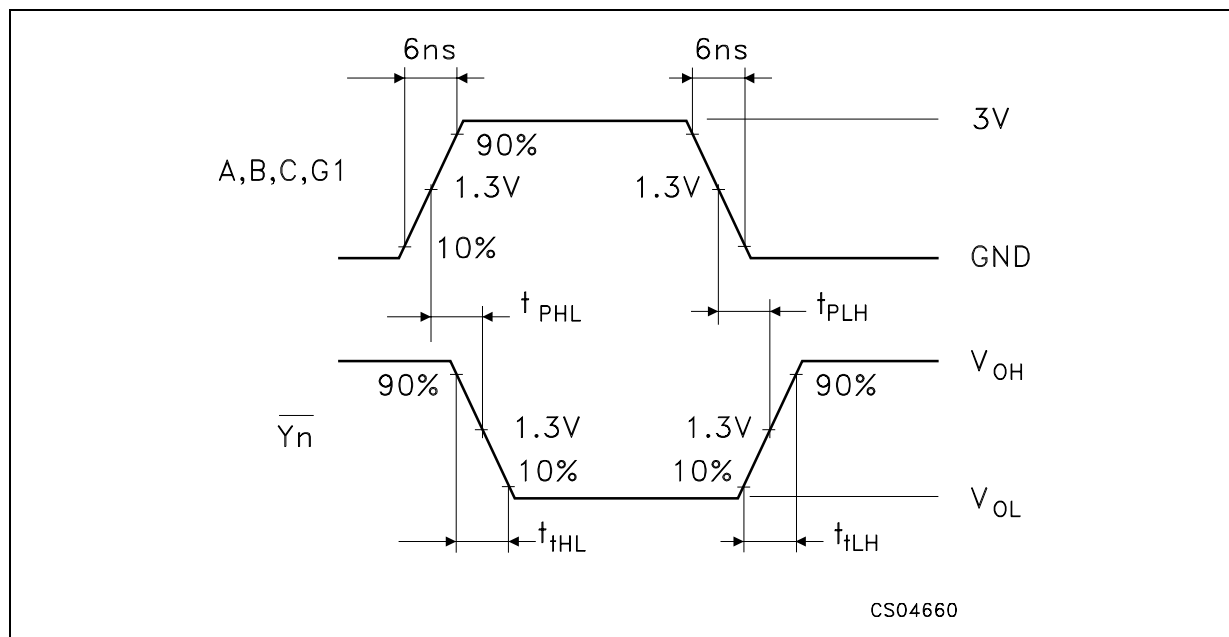 6ns 6ns
3V
90%
A,B,C,G1
1.3V 1.3V
10%
GND
t PHL tPLH
VOH
90% 90%
Yn
1.3V 1.3V
10% 10%
VOL
ttHL ttLH
CS04660